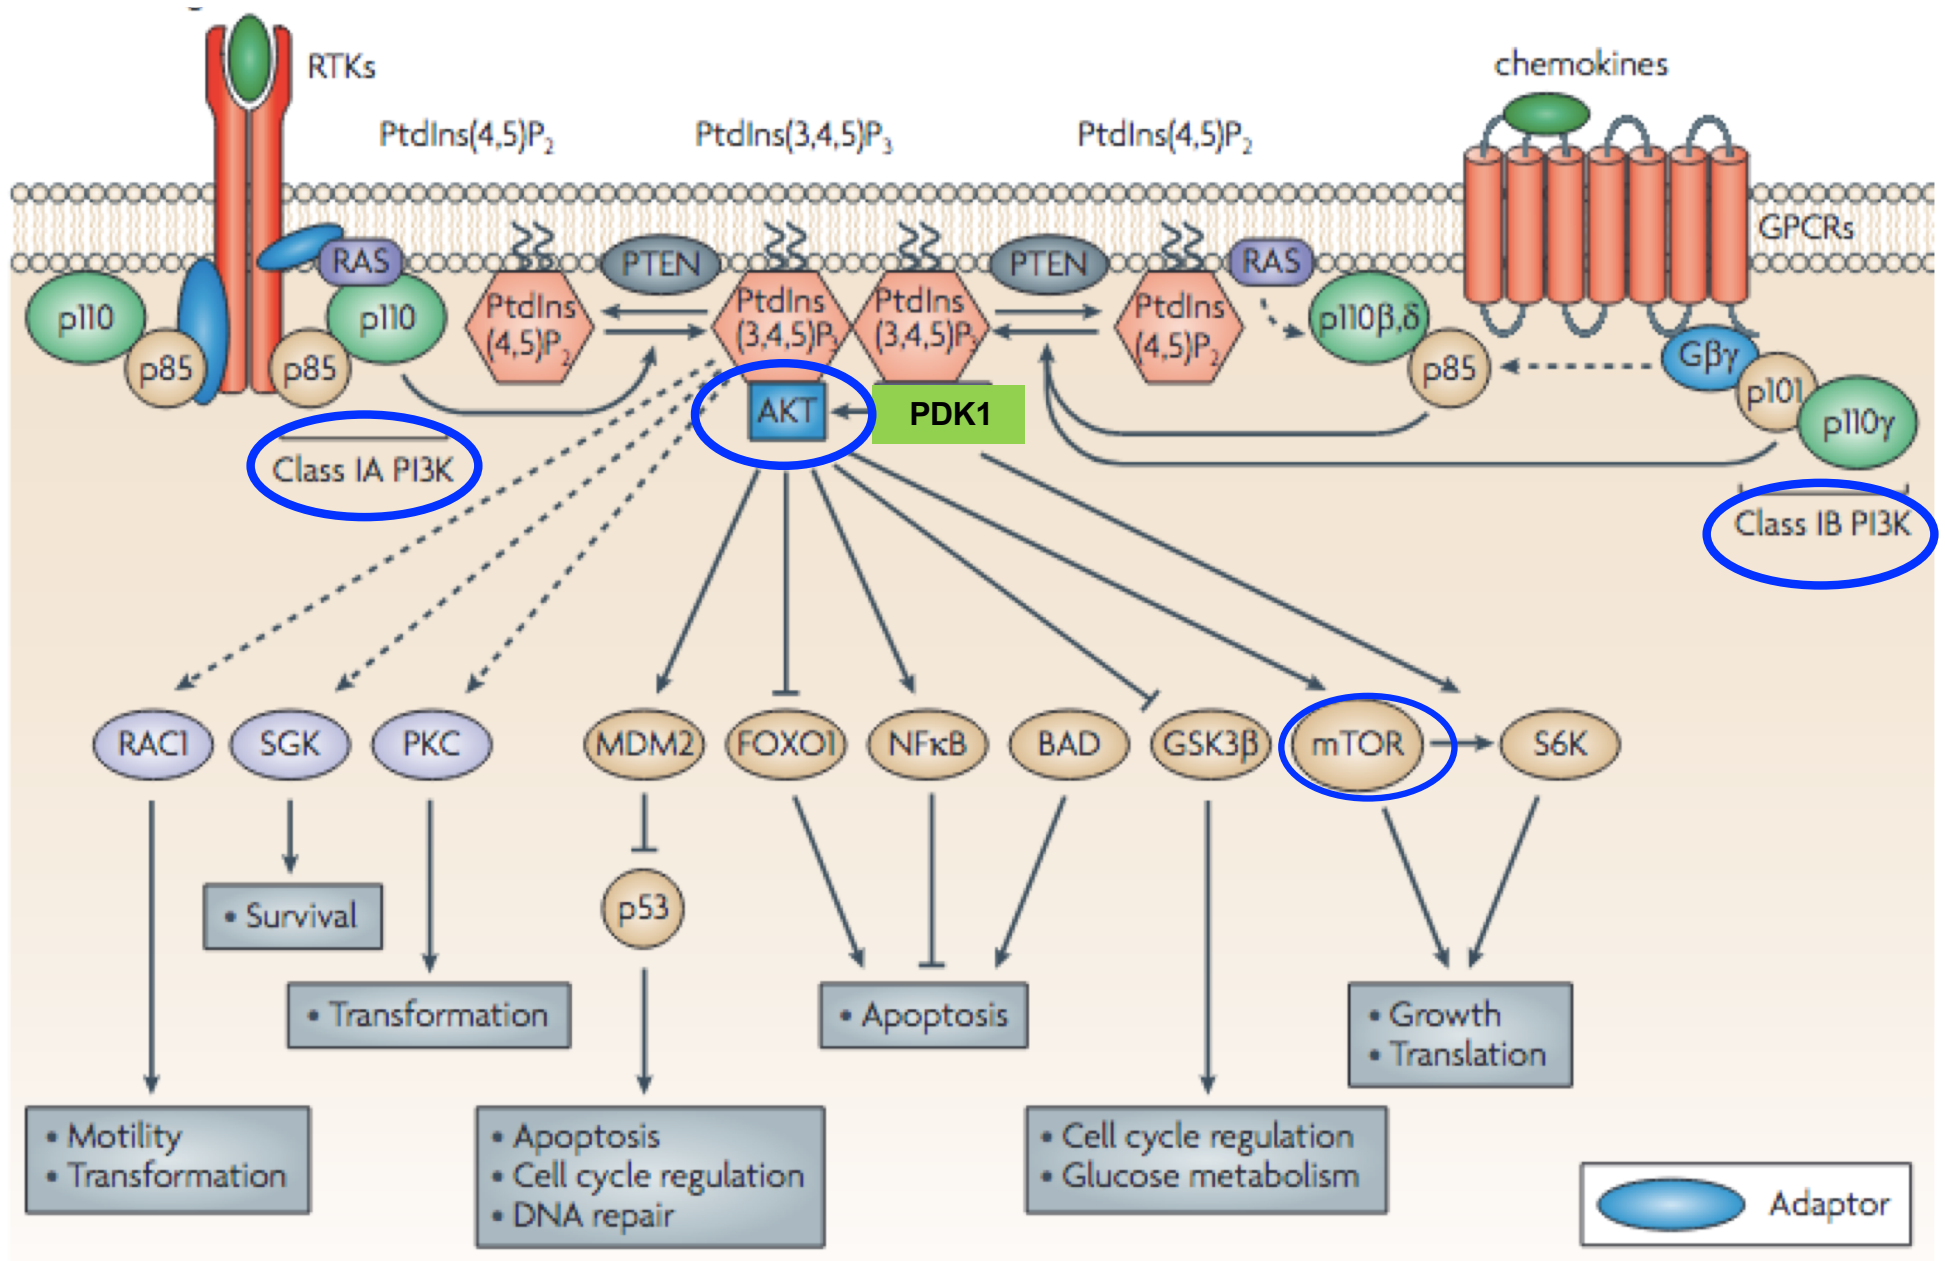 RTKs
chemokines
PtdIns(4,5)P2
PtdIns(3,4,5)P3
PtdIns(4,5)P2
GPCRs
RAS
PTEN
PTEN
RAS
p110
p85
p85
p110
PtdIns
(4,5)P2
PtdIns
(3,4,5)P3
PtdIns
(3,4,5)P3
PtdIns
(4,5)P2
p110β,δ
p85
Gβγ
p101
p110γ
AKT
PDK1
Class IA PI3K
Class IB PI3K
RAC1
SGK
PKC
MDM2
FOXO1
NFκB
BAD
GSK3β
mTOR
S6K
p53
• Survival
• Transformation
• Apoptosis
• Growth
• Translation
• Motility
• Transformation
• Apoptosis
• Cell cycle regulation
• DNA repair
• Cell cycle regulation
• Glucose metabolism
Adaptor